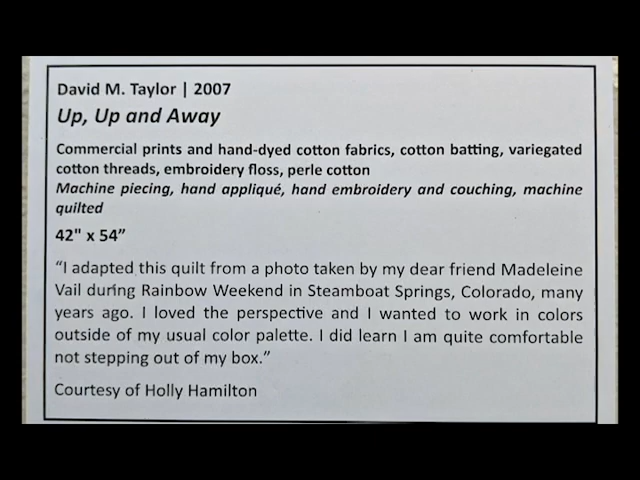 David M. Taylor | 2007
Up, Up and Away
Commercial prints and hand-dyed cotton fabrics, cotton batting, variegated
cotton threads, embroidery floss, perle cotton
Machine piecing, hand appliqué, hand embroidery and couching, machine
quilted
42" x 54”
“I adapted this quilt from a photo taken by my dear friend Madeleine
Vail during Rainbow Weekend in Steamboat Springs, Colorado, many
years ago. I loved the perspective and I wanted to work in colors
outside of my usual color palette. I did learn I am quite comfortable
not stepping out of my box.”
Courtesy of Holly Hamilton